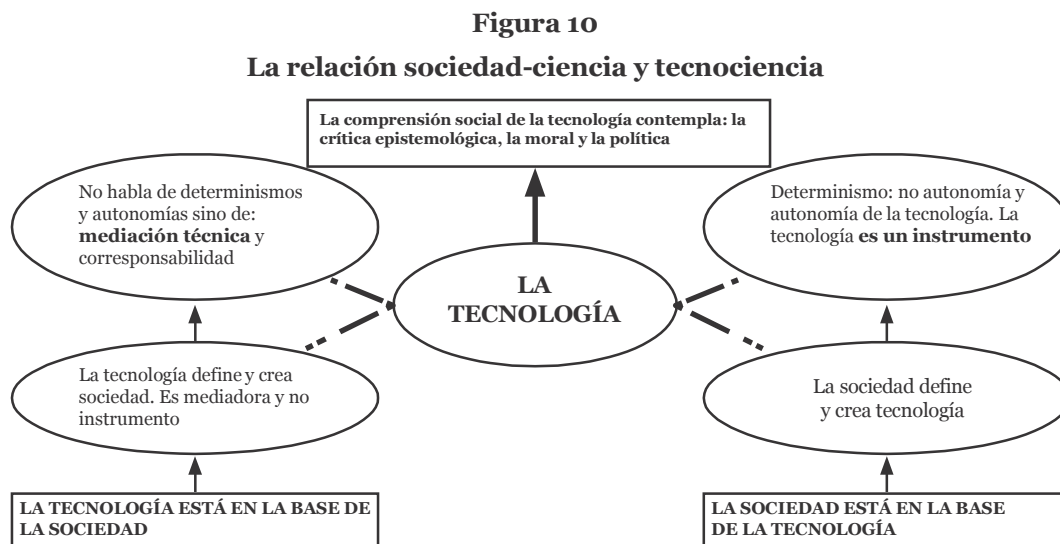 Figura 10
La relación sociedad-ciencia y tecnociencia
La comprensión social de la tecnología contempla: la
crítica epistemológica, la moral y la política
No habla de determinismos
y autonomías sino de:
mediación técnica y
corresponsabilidad
Determinismo: no autonomía y
autonomía de la tecnología. La
tecnología es un instrumento
LA
TECNOLOGÍA
La tecnología define y crea
sociedad. Es mediadora y no
instrumento
La sociedad define
y crea tecnología
LA TECNOLOGÍA ESTÁ EN LA BASE DE
LA SOCIEDAD
LA SOCIEDAD ESTÁ EN LA BASE
DE LA TECNOLOGÍA